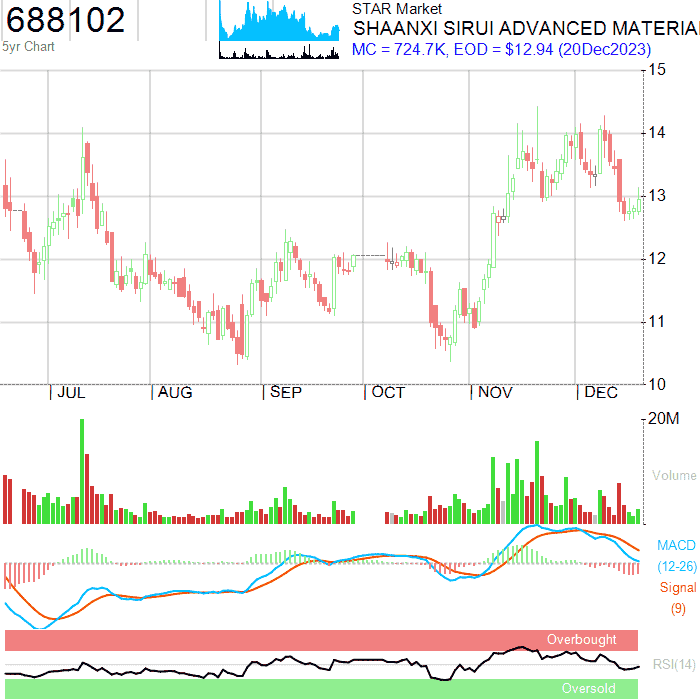 688102
5yr Chart
STAR Market
SHAANXI SIRUI ADVANCED MATERIA
MC = 724.7K, EOD = $12.94 (20Dec2023)
15
14
13
12
11
10
JUL
AUG
SEP
OCT
NOV
DEC
20M
Volume
MACD
(12-26)
Signal
(9)
Overbought
RSI(14)
Oversold